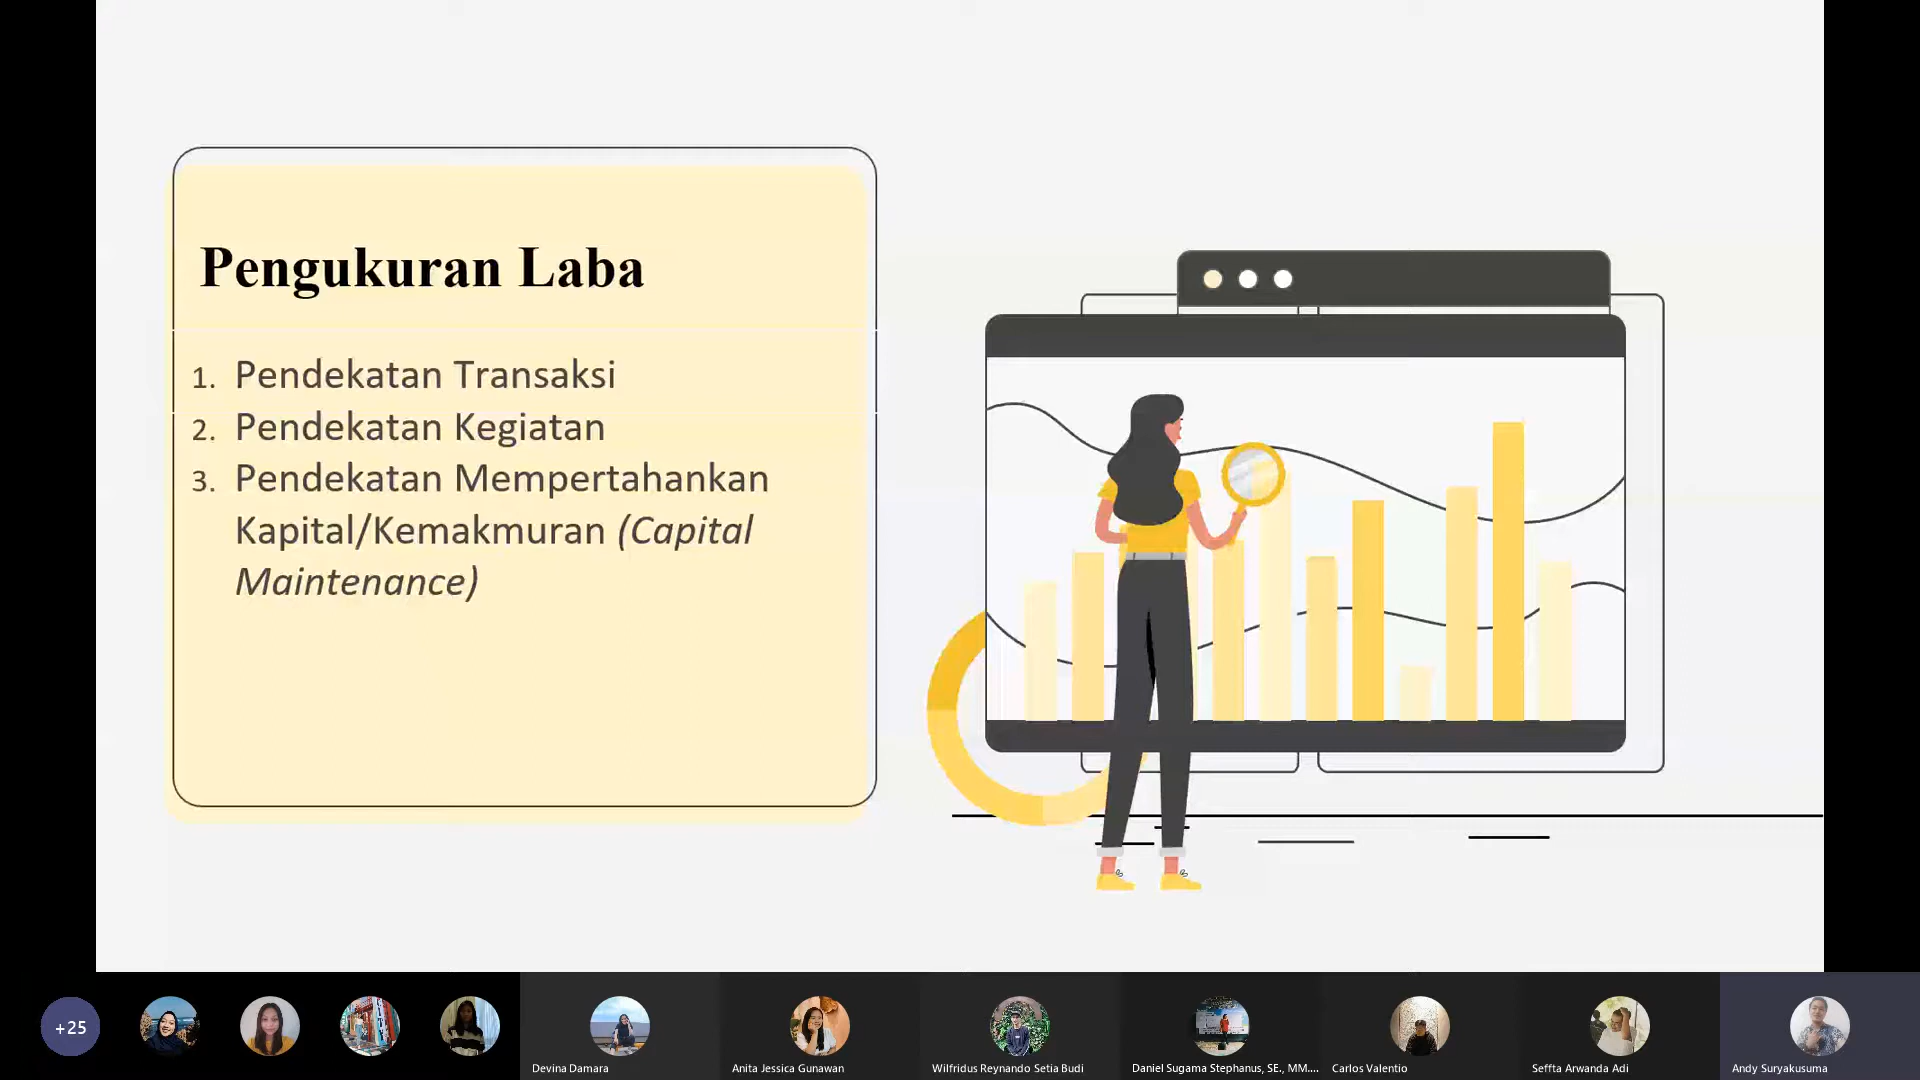 Pengukuran Laba
1. Pendekatan Transaksi
2. Pendekatan Kegiatan
3. Pendekatan Mempertahankan
Kapital/Kemakmuran (Capital
Maintenance)
+25
Devina Damara
Anita Jessica Gunawan
Wilfridus Reynando Setia Budi
Daniel Sugama Stephanus, SE., MM....
Carlos Valentio
Seffta Arwanda Adi
Andy Suryakusuma